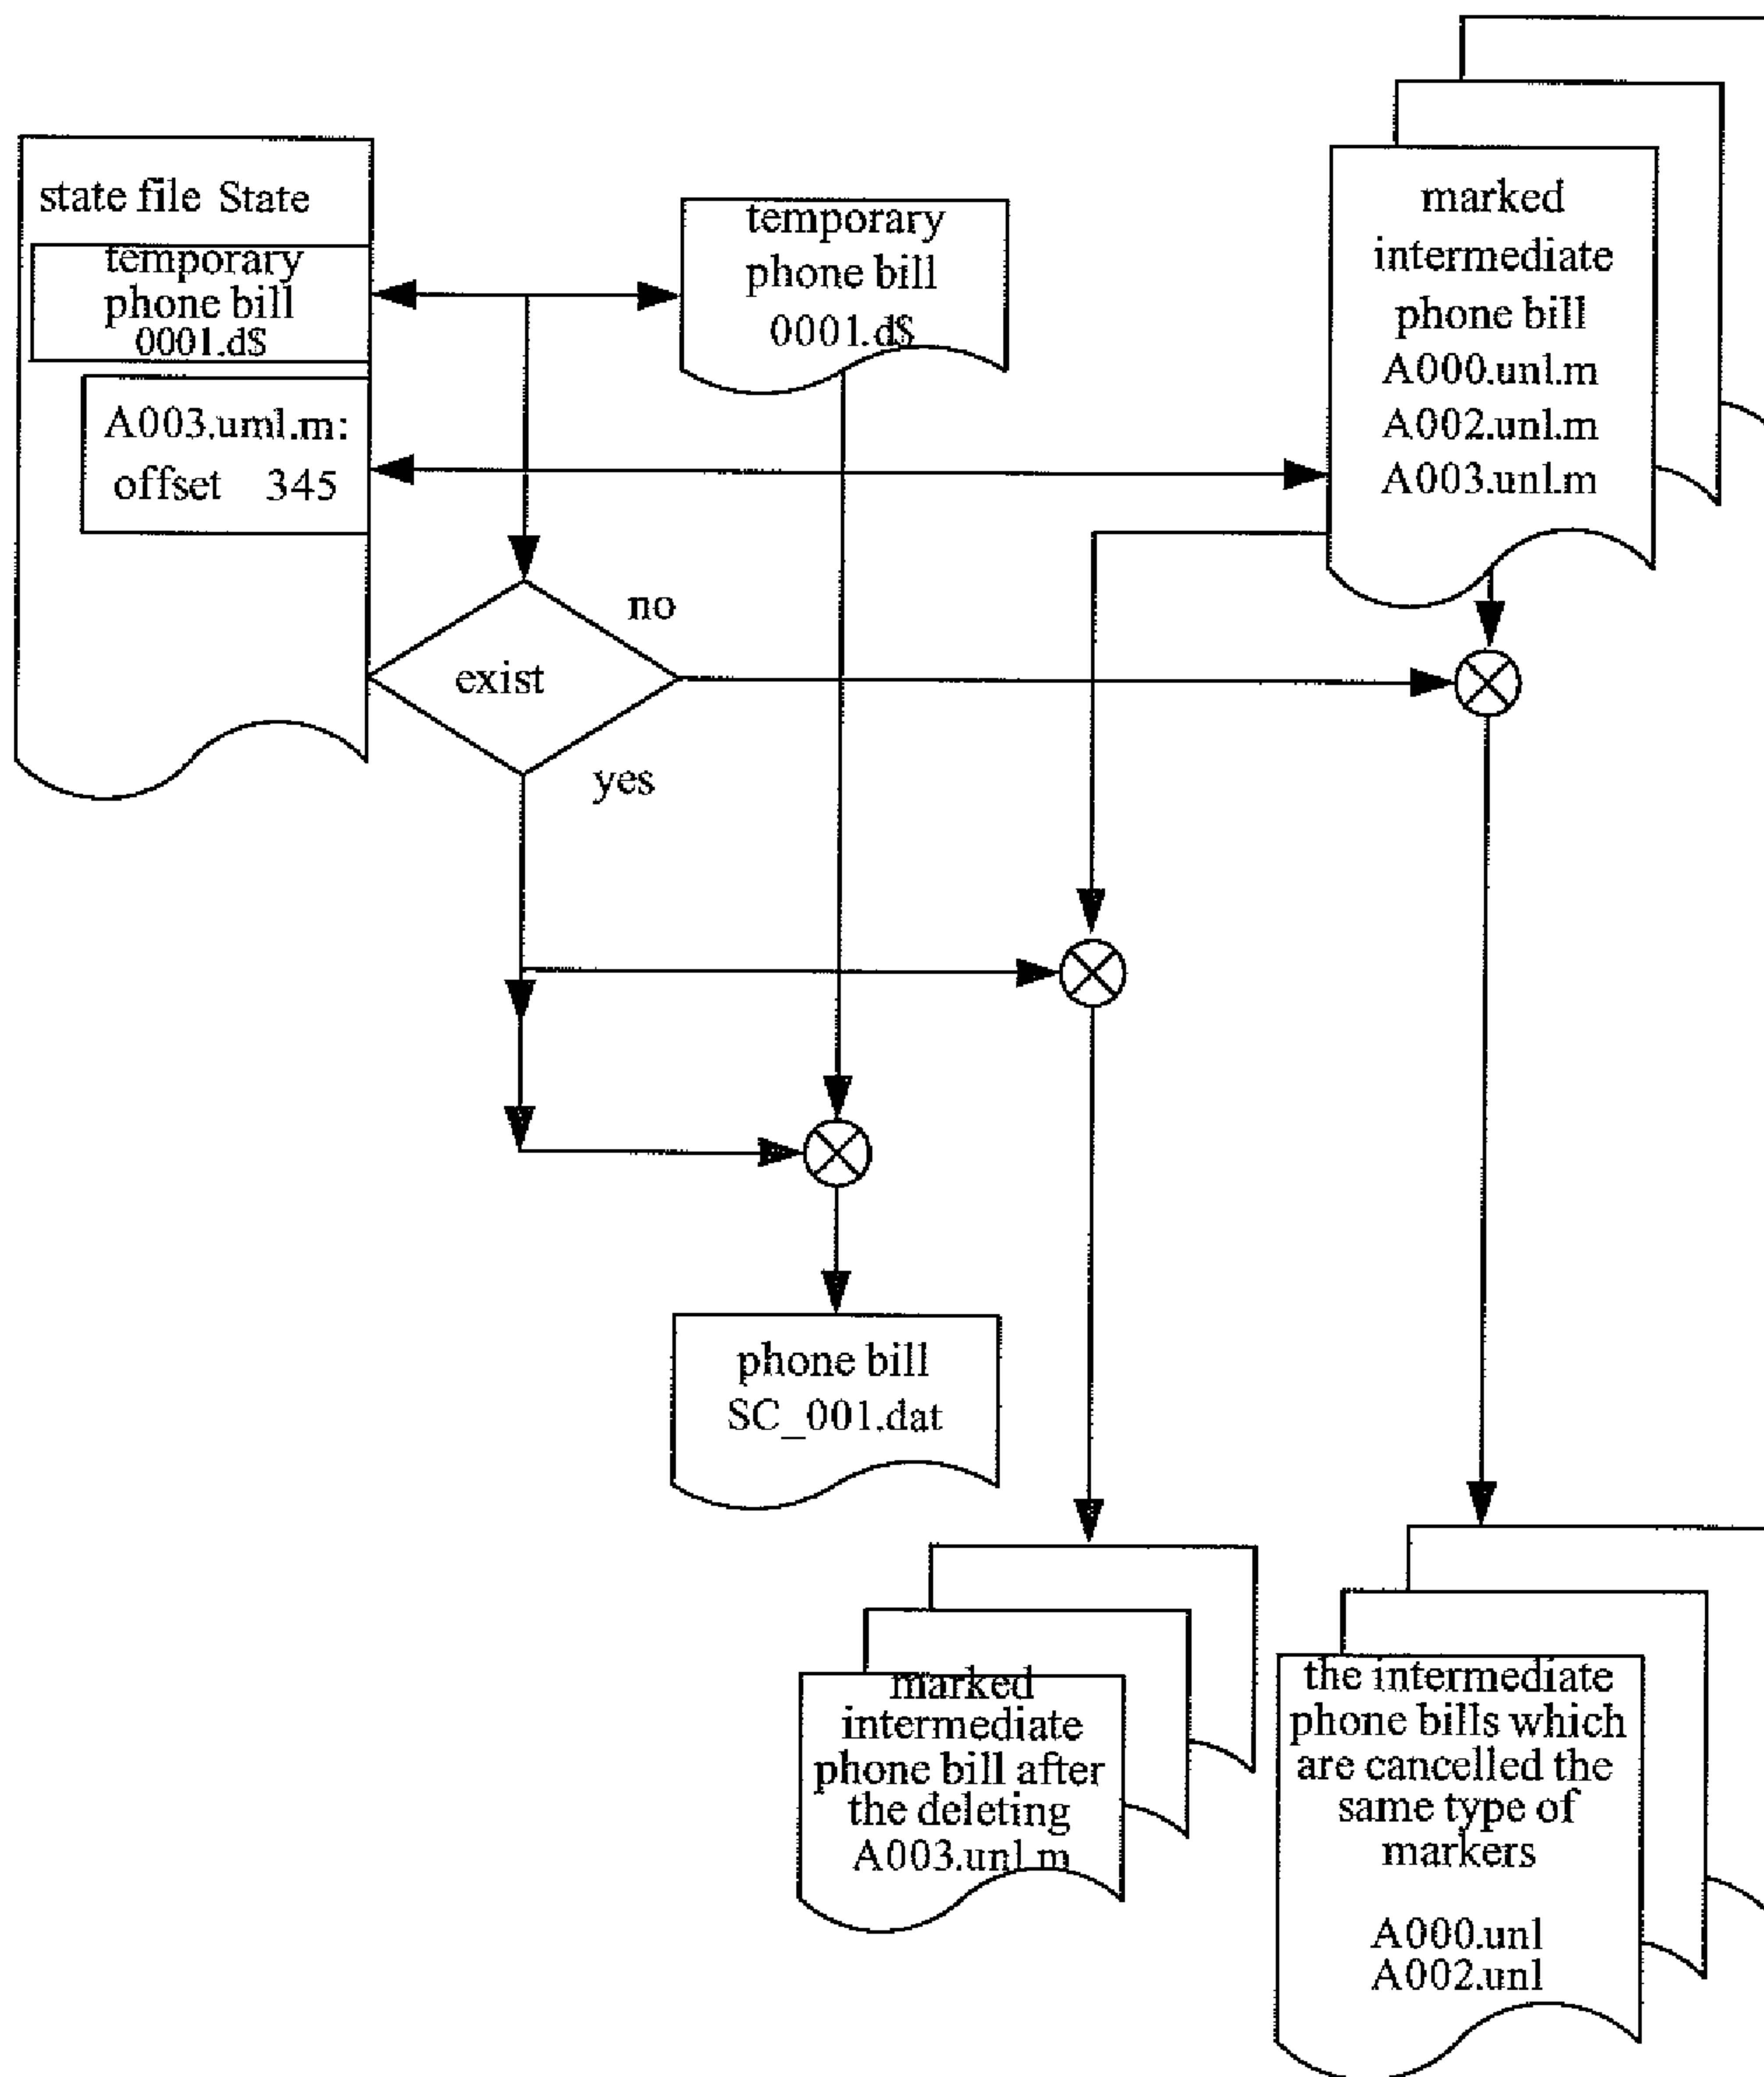 state file State
temporary
phone bill
0001.d$
A003.uml.m:
offset 345
temporary
phone bill
0001.d$
marked
intermediate
phone bill
A000.unl.m
A002.unl.m
A003.unl.m
no
exist
yes
phone bill
SC_001.dat
marked
intermediate
phone bill after
the deleting
A003.unl.m
the intermediate
phone bills which
are cancelled the
same type of
markers
A000.unl
A002.unl